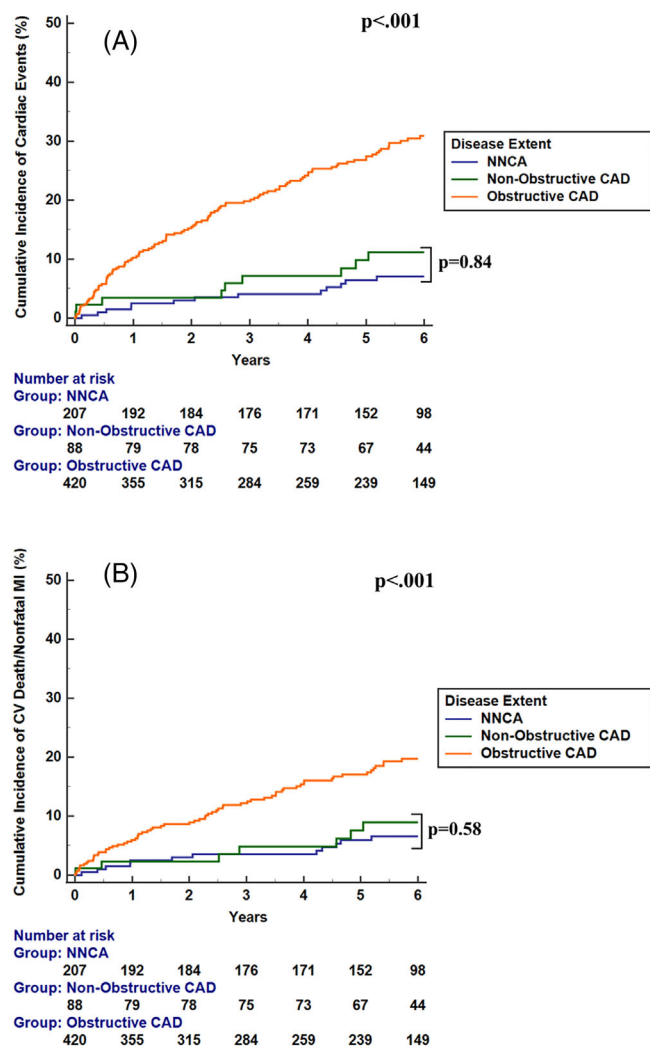 (A)
p<.001
Cumulative Incidence of Cardiac Events (%)
50
40
30
20
10
0
0 1 2 3 4 5 6
Years
Disease Extent
NNCA
Non-Obstructive CAD
Obstructive CAD
p=0.84
Number at risk
Group: NNCA
207 192 184 176 171 152 98
Group: Non-Obstructive CAD
88 79 78 75 73 67 44
Group: Obstructive CAD
420 355 315 284 259 239 149
(B)
p<.001
Cumulative Incidence of CV Death/Nonfatal MI (%)
50
40
30
20
10
0
0 1 2 3 4 5 6
Years
Disease Extent
NNCA
Non-Obstructive CAD
Obstructive CAD
p=0.58
Number at risk
Group: NNCA
207 192 184 176 171 152 98
Group: Non-Obstructive CAD
88 79 78 75 73 67 44
Group: Obstructive CAD
420 355 315 284 259 239 149